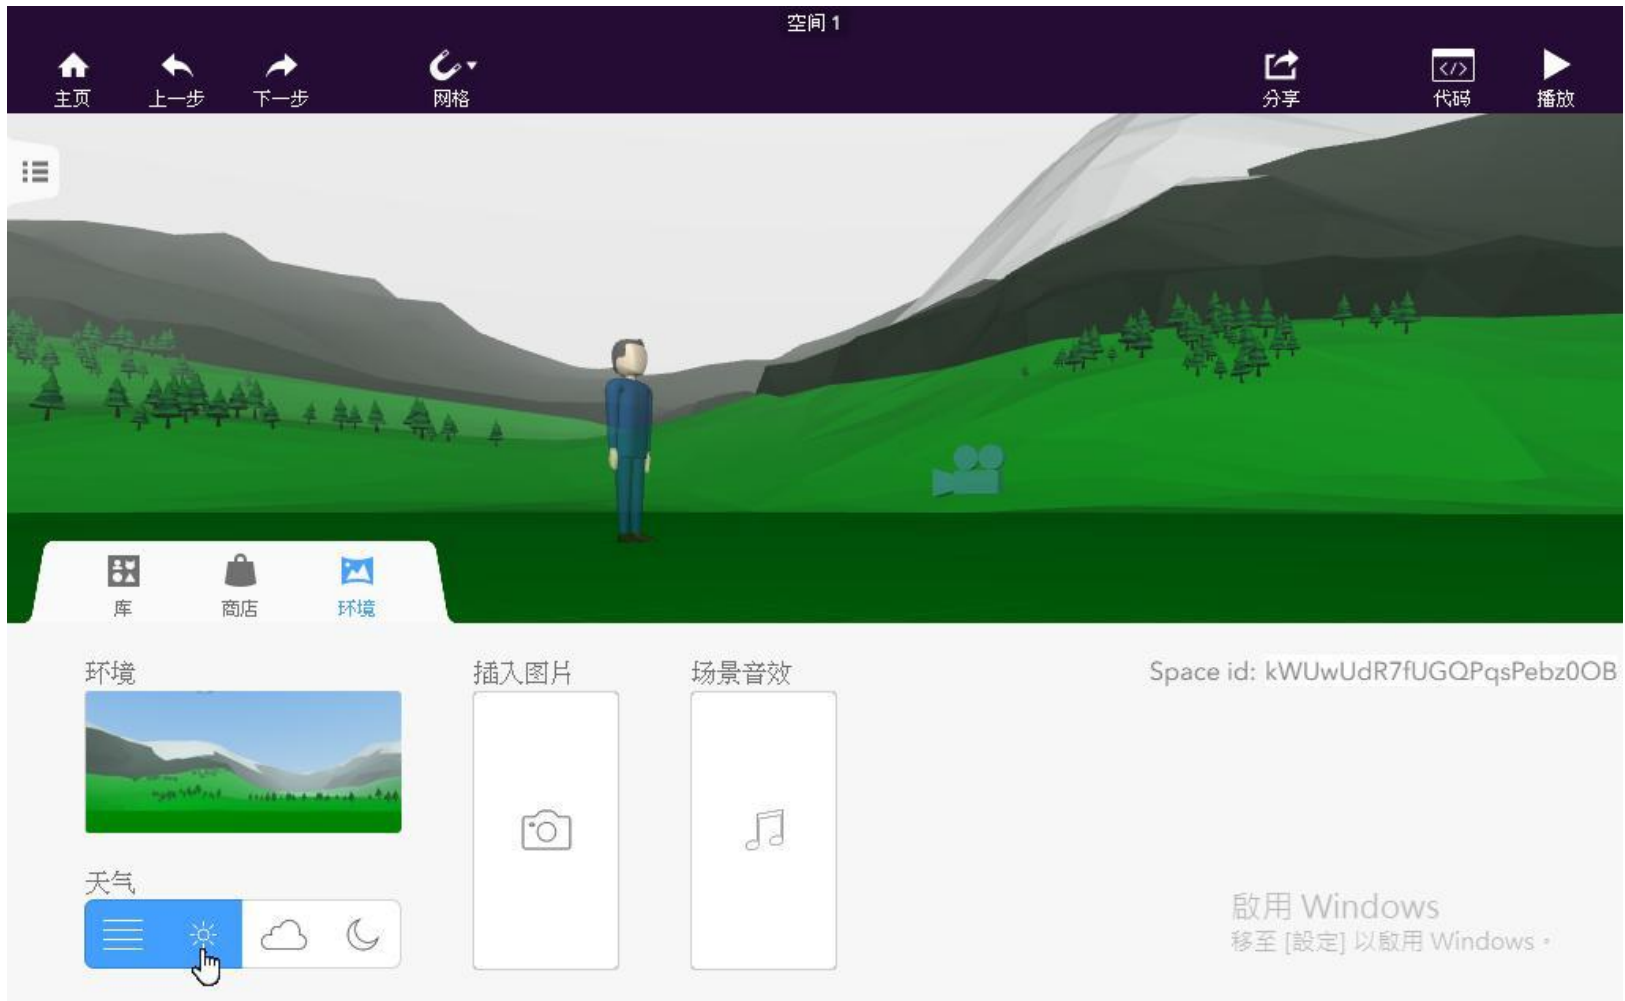 空间 1
主页
上一步
下一步
网格
分享
代码
播放
库
商店
环境
环境
插入图片
场景音效
Space id: kWUwUdR7fUGQPqsPebz0OB
天气
啟用 Windows
移至 [設定] 以啟用 Windows。